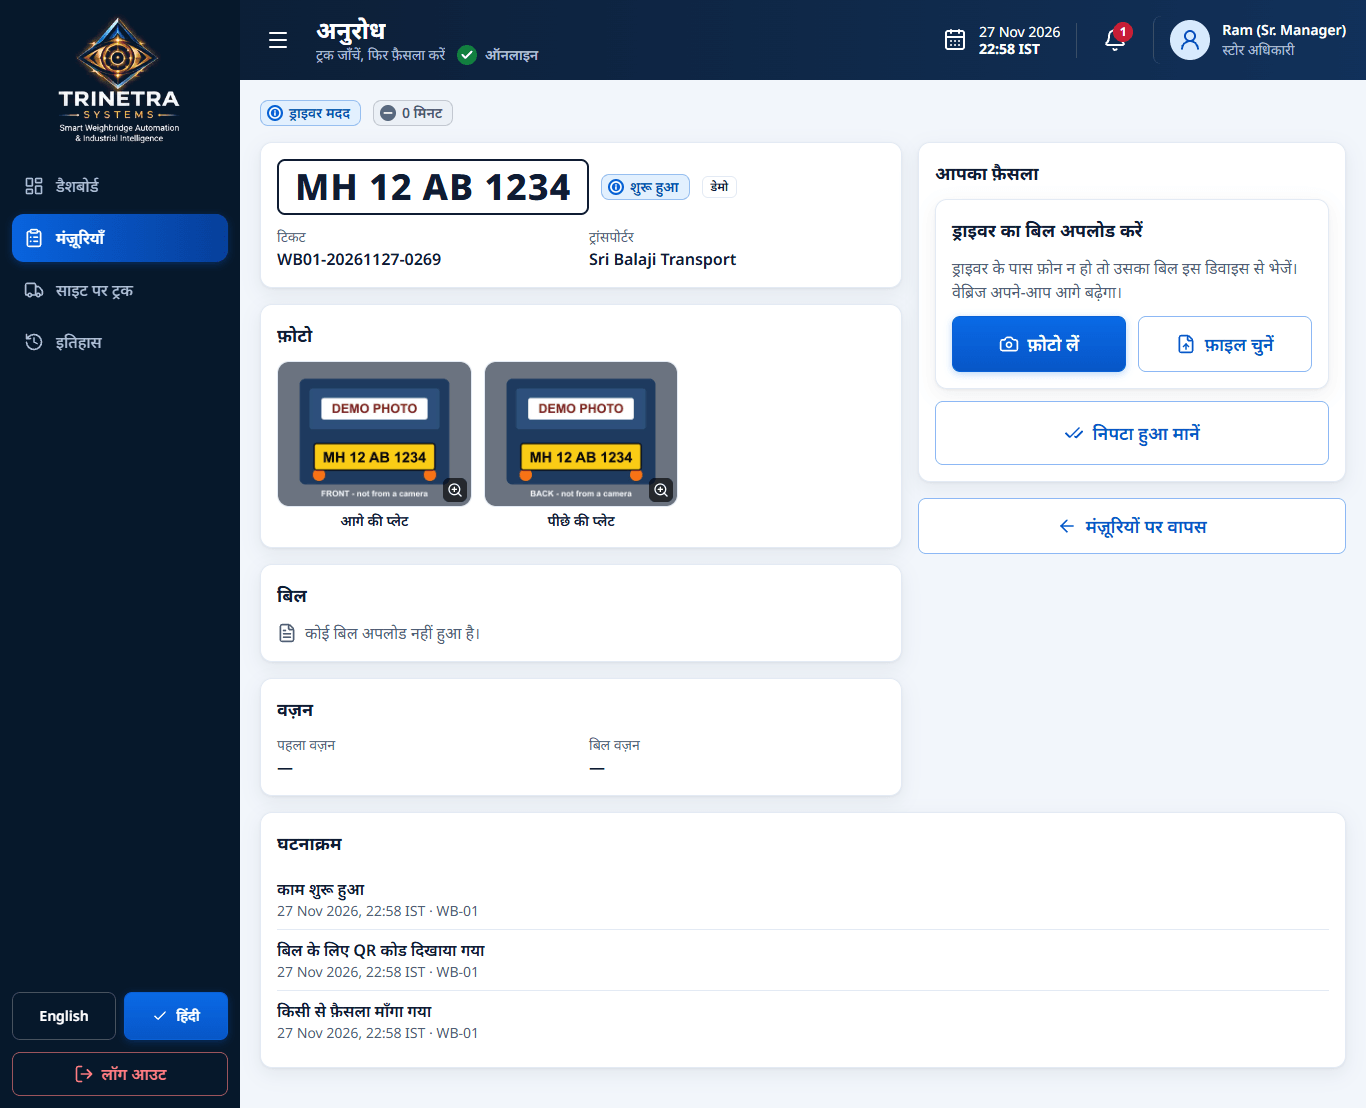 TRINETRA
SYSTEMS
Smart Weighbridge Automation
& Industrial Intelligence
डैशबोर्ड
मंज़ूरियाँ
साइट पर ट्रक
इतिहास
English
हिंदी
लॉग आउट
अनुरोध
ट्रक जाँचें, फिर फ़ैसला करें
ऑनलाइन
27 Nov 2026
22:58 IST
1
Ram (Sr. Manager)
स्टोर अधिकारी
ड्राइवर मदद
0 मिनट
MH 12 AB 1234
शुरू हुआ
डेमो
टिकट
ट्रांसपोर्टर
WB01-20261127-0269
Sri Balaji Transport
फ़ोटो
DEMO PHOTO
MH 12 AB 1234
FRONT - not from a camera
आगे की प्लेट
DEMO PHOTO
MH 12 AB 1234
BACK - not from a camera
पीछे की प्लेट
बिल
कोई बिल अपलोड नहीं हुआ है।
वज़न
पहला वज़न
बिल वज़न
—
—
आपका फ़ैसला
ड्राइवर का बिल अपलोड करें
ड्राइवर के पास फ़ोन न हो तो उसका बिल इस डिवाइस से भेजें।
वेब्रिज अपने-आप आगे बढ़ेगा।
फ़ोटो लें
फ़ाइल चुनें
निपटा हुआ मानें
मंज़ूरियों पर वापस
घटनाक्रम
काम शुरू हुआ
27 Nov 2026, 22:58 IST · WB-01
बिल के लिए QR कोड दिखाया गया
27 Nov 2026, 22:58 IST · WB-01
किसी से फ़ैसला माँगा गया
27 Nov 2026, 22:58 IST · WB-01